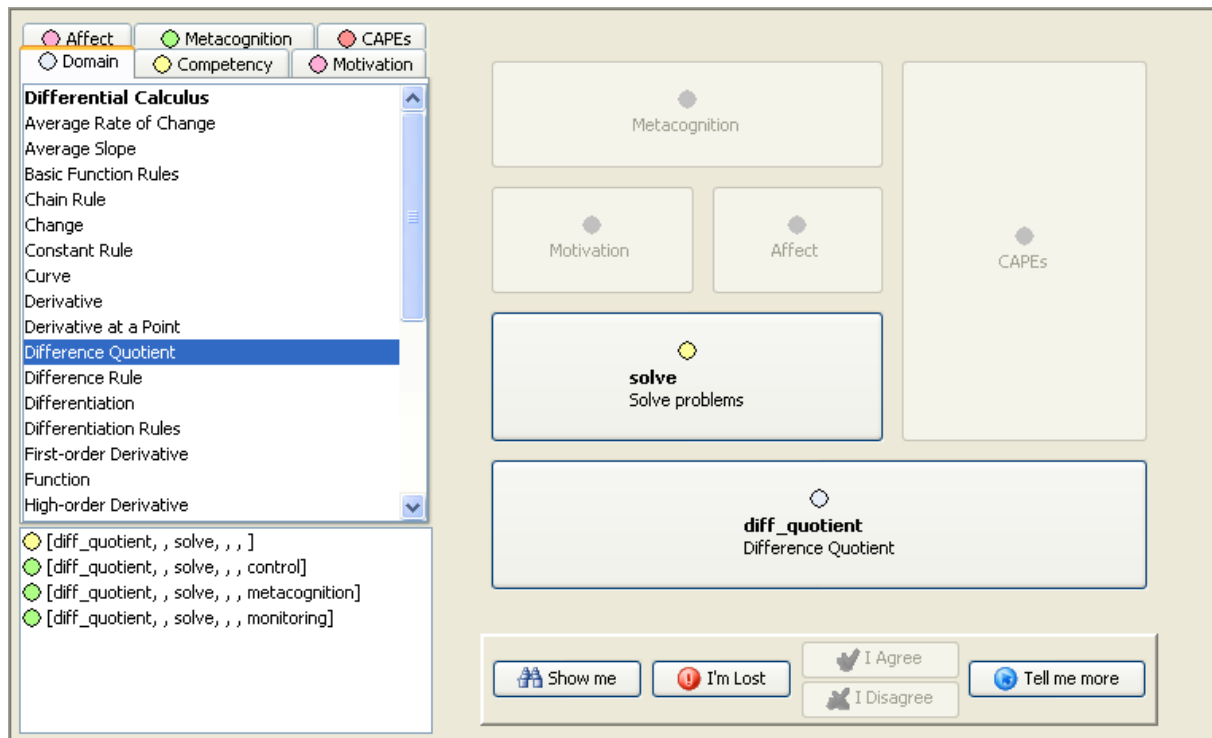 Affect
Metacognition
CAPEs
Domain
Competency
Motivation
Differential Calculus
Average Rate of Change
Average Slope
Basic Function Rules
Chain Rule
Change
Constant Rule
Curve
Derivative
Derivative at a Point
Difference Quotient
Difference Rule
Differentiation
Differentiation Rules
First-order Derivative
Function
High-order Derivative
[diff_quotient, , solve, , , ]
[diff_quotient, , solve, , , control]
[diff_quotient, , solve, , , metacognition]
[diff_quotient, , solve, , , monitoring]
Metacognition
Motivation
Affect
CAPEs
solve
Solve problems
diff_quotient
Difference Quotient
Show me
I'm Lost
I Agree
I Disagree
Tell me more